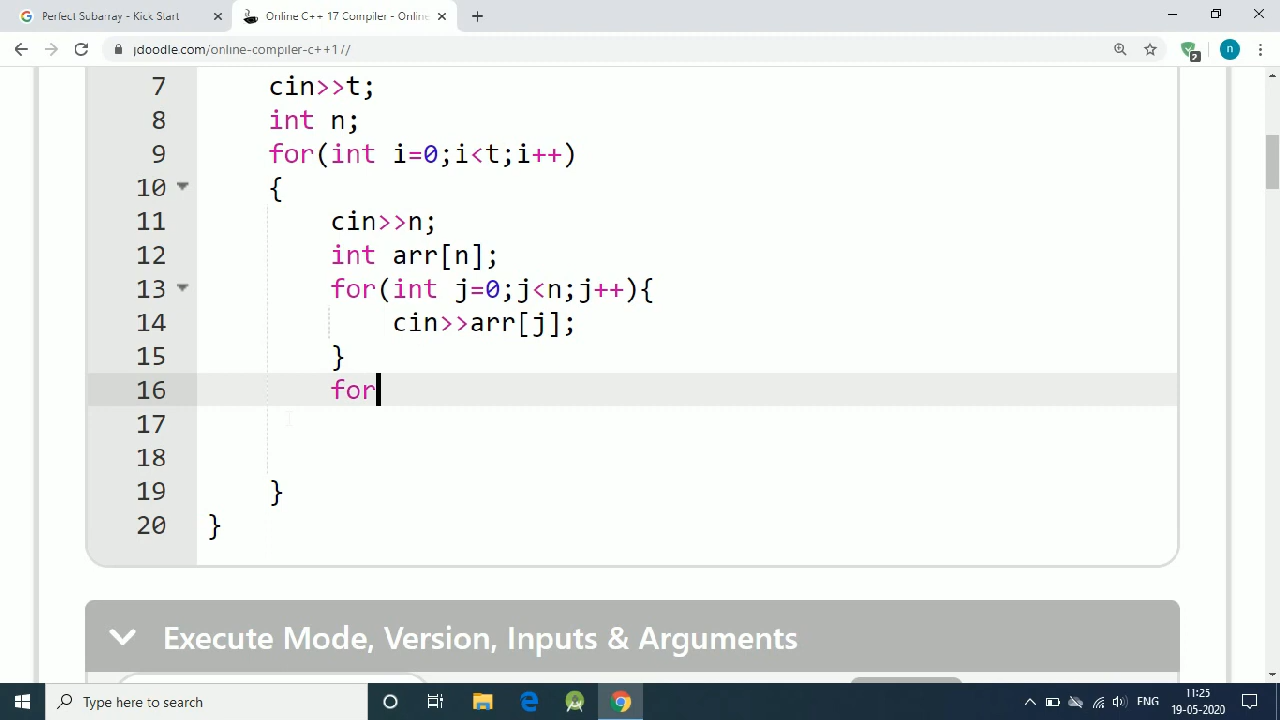 Perfect Subarray - Kick Start
Online C++ 17 Compiler - Online
jdoodle.com/online-compiler-c++17/
n
2
7 cin>>t;
8 int n;
9 for(int i=0;i<t;i++)
10 {
11 cin>>n;
12 int arr[n];
13 for(int j=0;j<n;j++){
14 cin>>arr[j];
15 }
16 for
17
18
19 }
20 }
Execute Mode, Version, Inputs & Arguments
Type here to search
ENG
11:25
19-05-2020